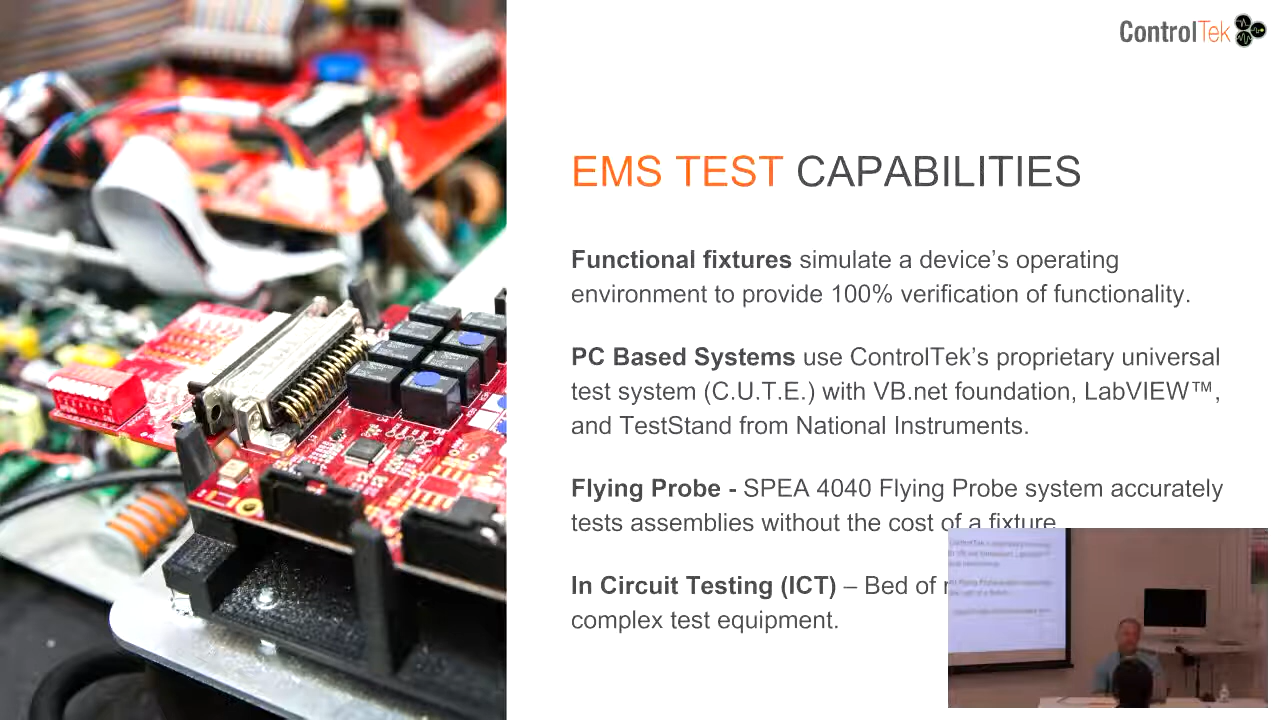 ControlTek
EMS TEST CAPABILITIES
Functional fixtures simulate a device’s operating
environment to provide 100% verification of functionality.
PC Based Systems use ControlTek’s proprietary universal
test system (C.U.T.E.) with VB.net foundation, LabVIEW™,
and TestStand from National Instruments.
Flying Probe - SPEA 4040 Flying Probe system accurately
tests assemblies without the cost of a fixture
In Circuit Testing (ICT) – Bed of
complex test equipment.